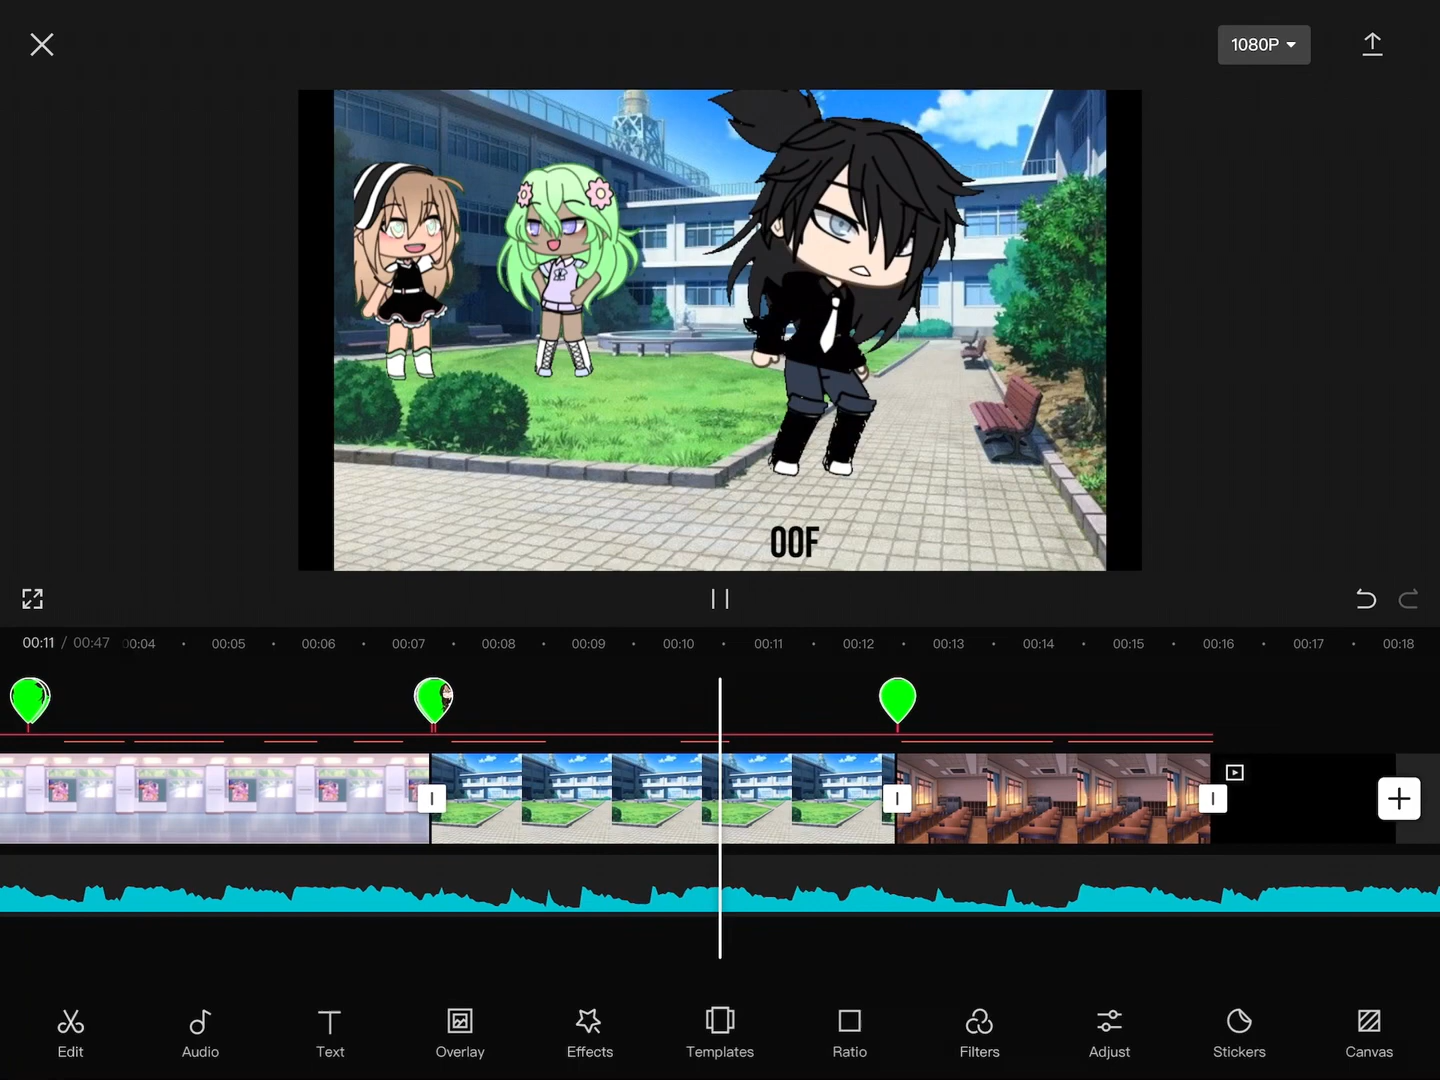 1080P
OOF
00:11 / 00:47 00:04 00:05 00:06 00:07 00:08 00:09 00:10 00:11 00:12 00:13 00:14 00:15 00:16 00:17 00:18
Edit Audio Text Overlay Effects Templates Ratio Filters Adjust Stickers Canvas